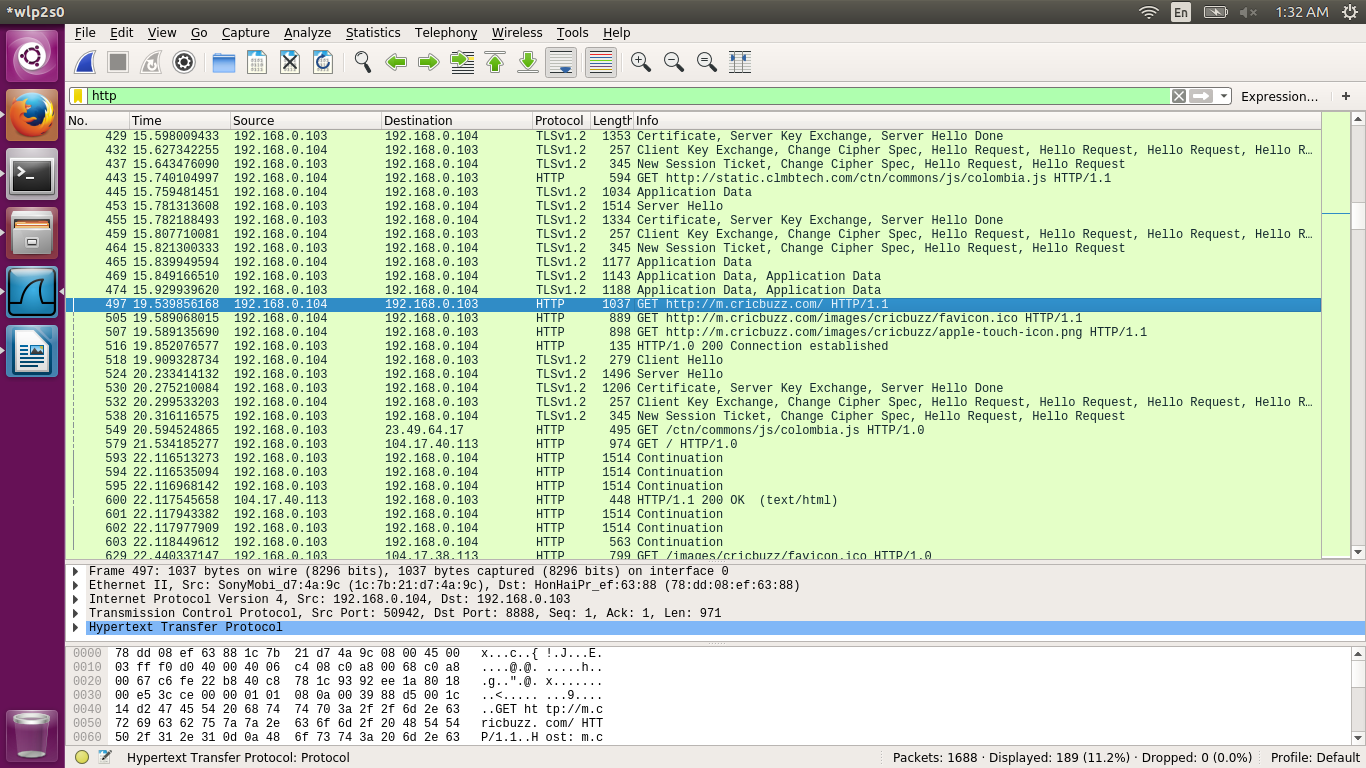 *wlp2s0 En 1:32 AM
File Edit View Go Capture Analyze Statistics Telephony Wireless Tools Help
http Expression... +
No. Time Source Destination Protocol Length Info
429 15.598009433 192.168.0.103 192.168.0.104 TLSv1.2 1353 Certificate, Server Key Exchange, Server Hello Done
432 15.627342255 192.168.0.104 192.168.0.103 TLSv1.2 257 Client Key Exchange, Change Cipher Spec, Hello Request, Hello Request, Hello Request, Hello R…
437 15.643476090 192.168.0.103 192.168.0.104 TLSv1.2 345 New Session Ticket, Change Cipher Spec, Hello Request, Hello Request
443 15.740104997 192.168.0.104 192.168.0.103 HTTP 594 GET http://static.clmbtech.com/ctn/commons/js/colombia.js HTTP/1.1
445 15.759481451 192.168.0.104 192.168.0.103 TLSv1.2 1034 Application Data
453 15.781313608 192.168.0.103 192.168.0.104 TLSv1.2 1514 Server Hello
455 15.782188493 192.168.0.103 192.168.0.104 TLSv1.2 1334 Certificate, Server Key Exchange, Server Hello Done
459 15.807710081 192.168.0.104 192.168.0.103 TLSv1.2 257 Client Key Exchange, Change Cipher Spec, Hello Request, Hello Request, Hello Request, Hello R…
464 15.821300333 192.168.0.103 192.168.0.104 TLSv1.2 345 New Session Ticket, Change Cipher Spec, Hello Request, Hello Request
465 15.839949594 192.168.0.104 192.168.0.103 TLSv1.2 1177 Application Data
469 15.849166510 192.168.0.103 192.168.0.104 TLSv1.2 1143 Application Data, Application Data
474 15.929939620 192.168.0.103 192.168.0.104 TLSv1.2 1188 Application Data, Application Data
497 19.539856168 192.168.0.104 192.168.0.103 HTTP 1037 GET http://m.cricbuzz.com/ HTTP/1.1
505 19.589068015 192.168.0.104 192.168.0.103 HTTP 889 GET http://m.cricbuzz.com/images/cricbuzz/favicon.ico HTTP/1.1
507 19.589135690 192.168.0.104 192.168.0.103 HTTP 898 GET http://m.cricbuzz.com/images/cricbuzz/apple-touch-icon.png HTTP/1.1
516 19.852076577 192.168.0.103 192.168.0.104 HTTP 135 HTTP/1.0 200 Connection established
518 19.909328734 192.168.0.104 192.168.0.103 TLSv1.2 279 Client Hello
524 20.233414132 192.168.0.103 192.168.0.104 TLSv1.2 1496 Server Hello
530 20.275210084 192.168.0.103 192.168.0.104 TLSv1.2 1206 Certificate, Server Key Exchange, Server Hello Done
532 20.299533203 192.168.0.104 192.168.0.103 TLSv1.2 257 Client Key Exchange, Change Cipher Spec, Hello Request, Hello Request, Hello Request, Hello R…
538 20.316116575 192.168.0.103 192.168.0.104 TLSv1.2 345 New Session Ticket, Change Cipher Spec, Hello Request, Hello Request
549 20.594524865 192.168.0.103 23.49.64.17 HTTP 495 GET /ctn/commons/js/colombia.js HTTP/1.0
579 21.534185277 192.168.0.103 104.17.40.113 HTTP 974 GET / HTTP/1.0
593 22.116513273 192.168.0.103 192.168.0.104 HTTP 1514 Continuation
594 22.116535094 192.168.0.103 192.168.0.104 HTTP 1514 Continuation
595 22.116968142 192.168.0.103 192.168.0.104 HTTP 1514 Continuation
600 22.117545658 104.17.40.113 192.168.0.103 HTTP 448 HTTP/1.1 200 OK (text/html)
601 22.117943382 192.168.0.103 192.168.0.104 HTTP 1514 Continuation
602 22.117977909 192.168.0.103 192.168.0.104 HTTP 1514 Continuation
603 22.118449612 192.168.0.103 192.168.0.104 HTTP 563 Continuation
629 22.440337147 192.168.0.103 104.17.38.113 HTTP 799 GET /images/cricbuzz/favicon.ico HTTP/1.0
Frame 497: 1037 bytes on wire (8296 bits), 1037 bytes captured (8296 bits) on interface 0
Ethernet II, Src: SonyMobi_d7:4a:9c (1c:7b:21:d7:4a:9c), Dst: HonHaiPr_ef:63:88 (78:dd:08:ef:63:88)
Internet Protocol Version 4, Src: 192.168.0.104, Dst: 192.168.0.103
Transmission Control Protocol, Src Port: 50942, Dst Port: 8888, Seq: 1, Ack: 1, Len: 971
Hypertext Transfer Protocol
0000 78 dd 08 ef 63 88 1c 7b 21 d7 4a 9c 08 00 45 00 x...c..{ !.J...E.
0010 03 ff f0 d0 40 00 40 06 c4 08 c0 a8 00 68 c0 a8 ....@.@. .....h..
0020 00 67 c6 fe 22 b8 40 c8 78 1c 93 92 ee 1a 80 18 .g..".@. x.......
0030 00 e5 3c ce 00 00 01 01 08 0a 00 39 88 d5 00 1c ..<..... ...9....
0040 14 d2 47 45 54 20 68 74 74 70 3a 2f 2f 6d 2e 63 ..GET ht tp://m.c
0050 72 69 63 62 75 7a 7a 2e 63 6f 6d 2f 20 48 54 54 ricbuzz. com/ HTT
0060 50 2f 31 2e 31 0d 0a 48 6f 73 74 3a 20 6d 2e 63 P/1.1..H ost: m.c
Hypertext Transfer Protocol: Protocol Packets: 1688 · Displayed: 189 (11.2%) · Dropped: 0 (0.0%) Profile: Default